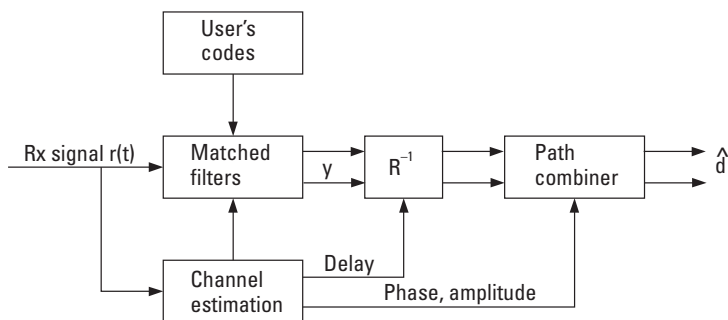 User's
codes
Rx signal r(t)
Matched
filters
y
R⁻¹
Path
combiner
d̂
Channel
estimation
Delay
Phase, amplitude